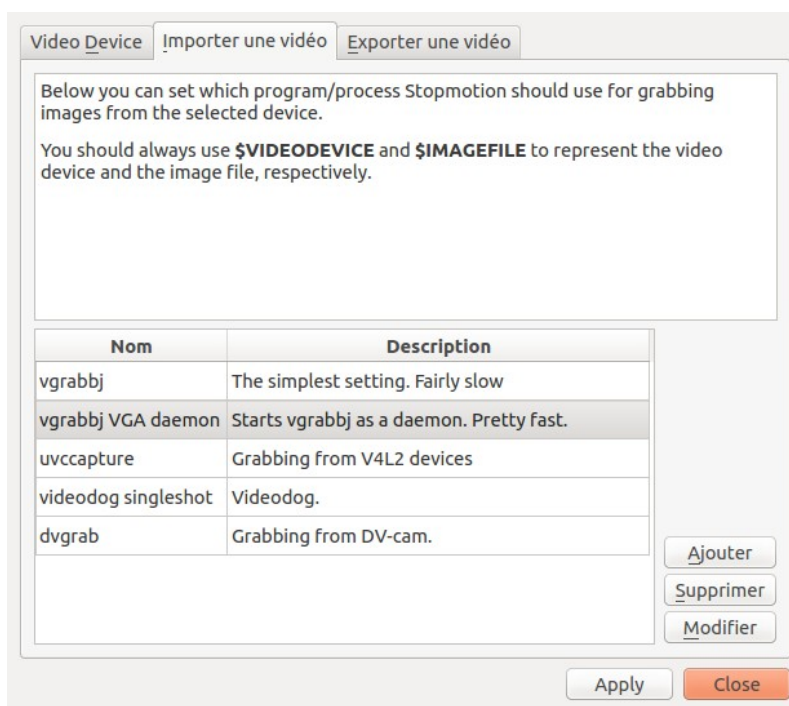 Video Device Importer une vidéo Exporter une vidéo
Below you can set which program/process Stopmotion should use for grabbing
images from the selected device.
You should always use $VIDEODEVICE and $IMAGEFILE to represent the video
device and the image file, respectively.
Nom Description
vgrabbj The simplest setting. Fairly slow
vgrabbj VGA daemon Starts vgrabbj as a daemon. Pretty fast.
uvccapture Grabbing from V4L2 devices
videodog singleshot Videodog.
dvgrab Grabbing from DV-cam.
Ajouter
Supprimer
Modifier
Apply Close